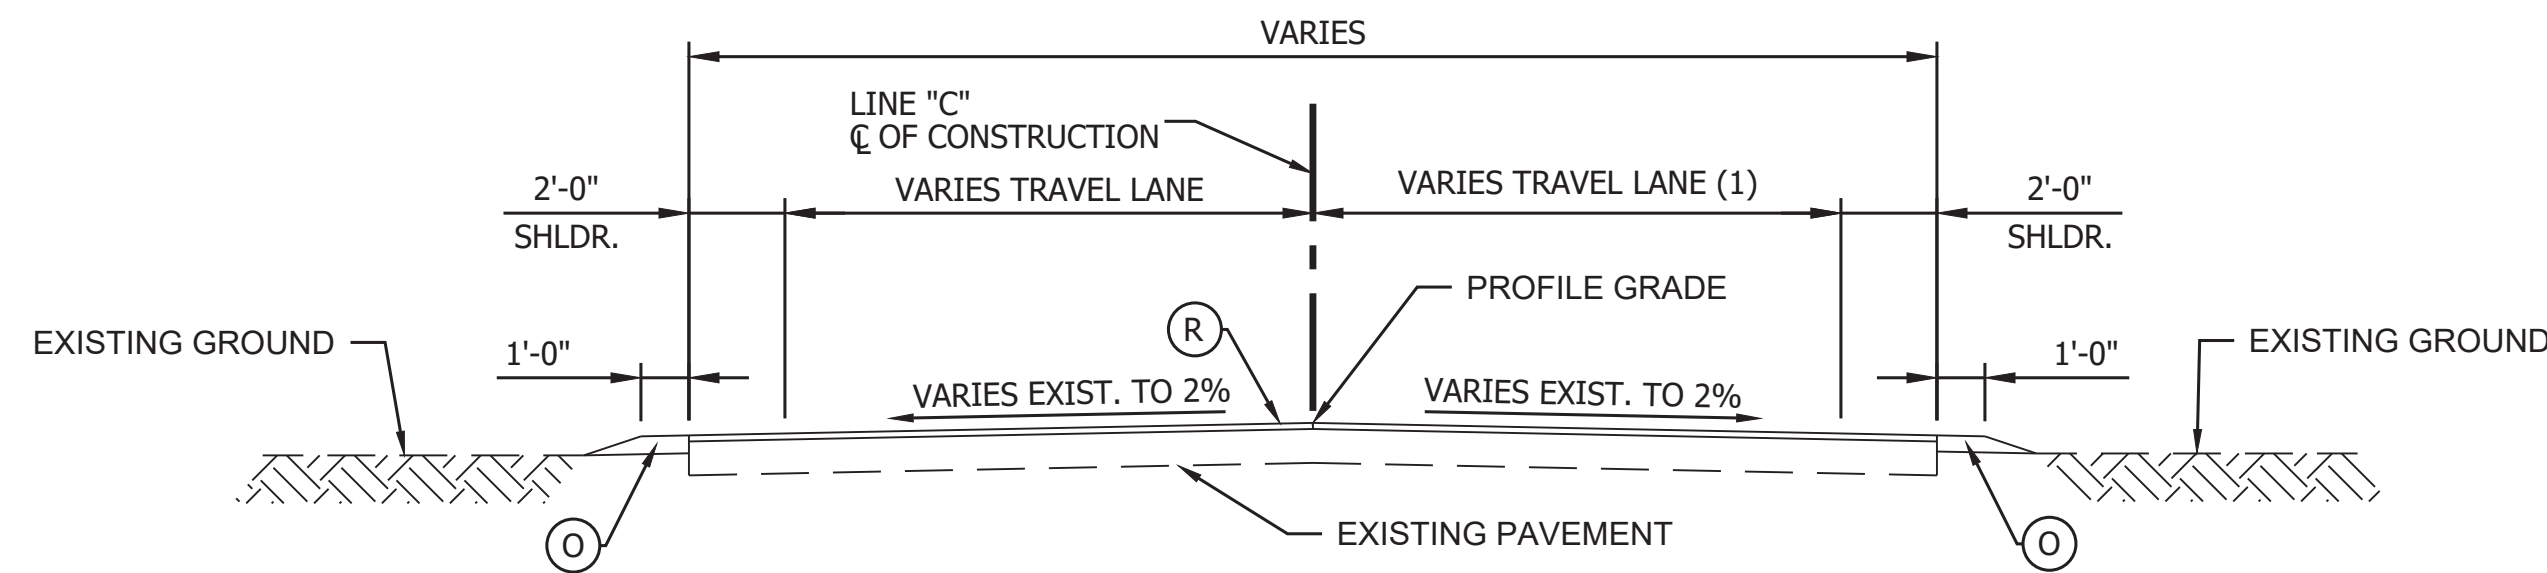 VARIES
LINE "C"
℄ OF CONSTRUCTION
2'-0"
SHLDR.
VARIES TRAVEL LANE
VARIES TRAVEL LANE (1)
2'-0"
SHLDR.
PROFILE GRADE
R
EXISTING GROUND
1'-0"
VARIES EXIST. TO 2%
VARIES EXIST. TO 2%
1'-0"
EXISTING GROUND
O
EXISTING PAVEMENT
O